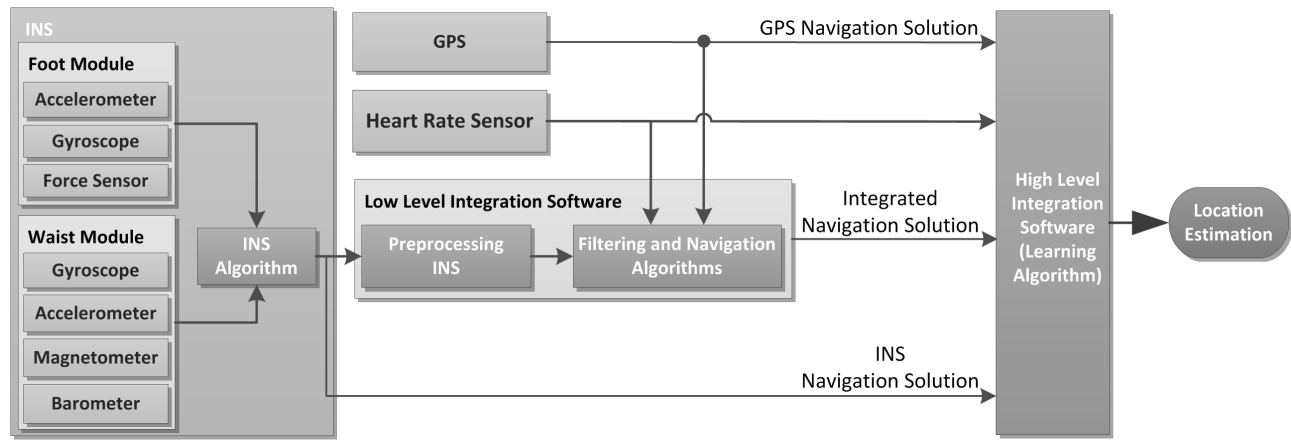 INS
Foot Module
Accelerometer
Gyroscope
Force Sensor
Waist Module
Gyroscope
Accelerometer
Magnetometer
Barometer
INS
Algorithm
GPS
Heart Rate Sensor
Low Level Integration Software
Preprocessing
INS
Filtering and Navigation
Algorithms
GPS Navigation Solution
Integrated
Navigation Solution
INS
Navigation Solution
High Level
Integration
Software
(Learning
Algorithm)
Location
Estimation